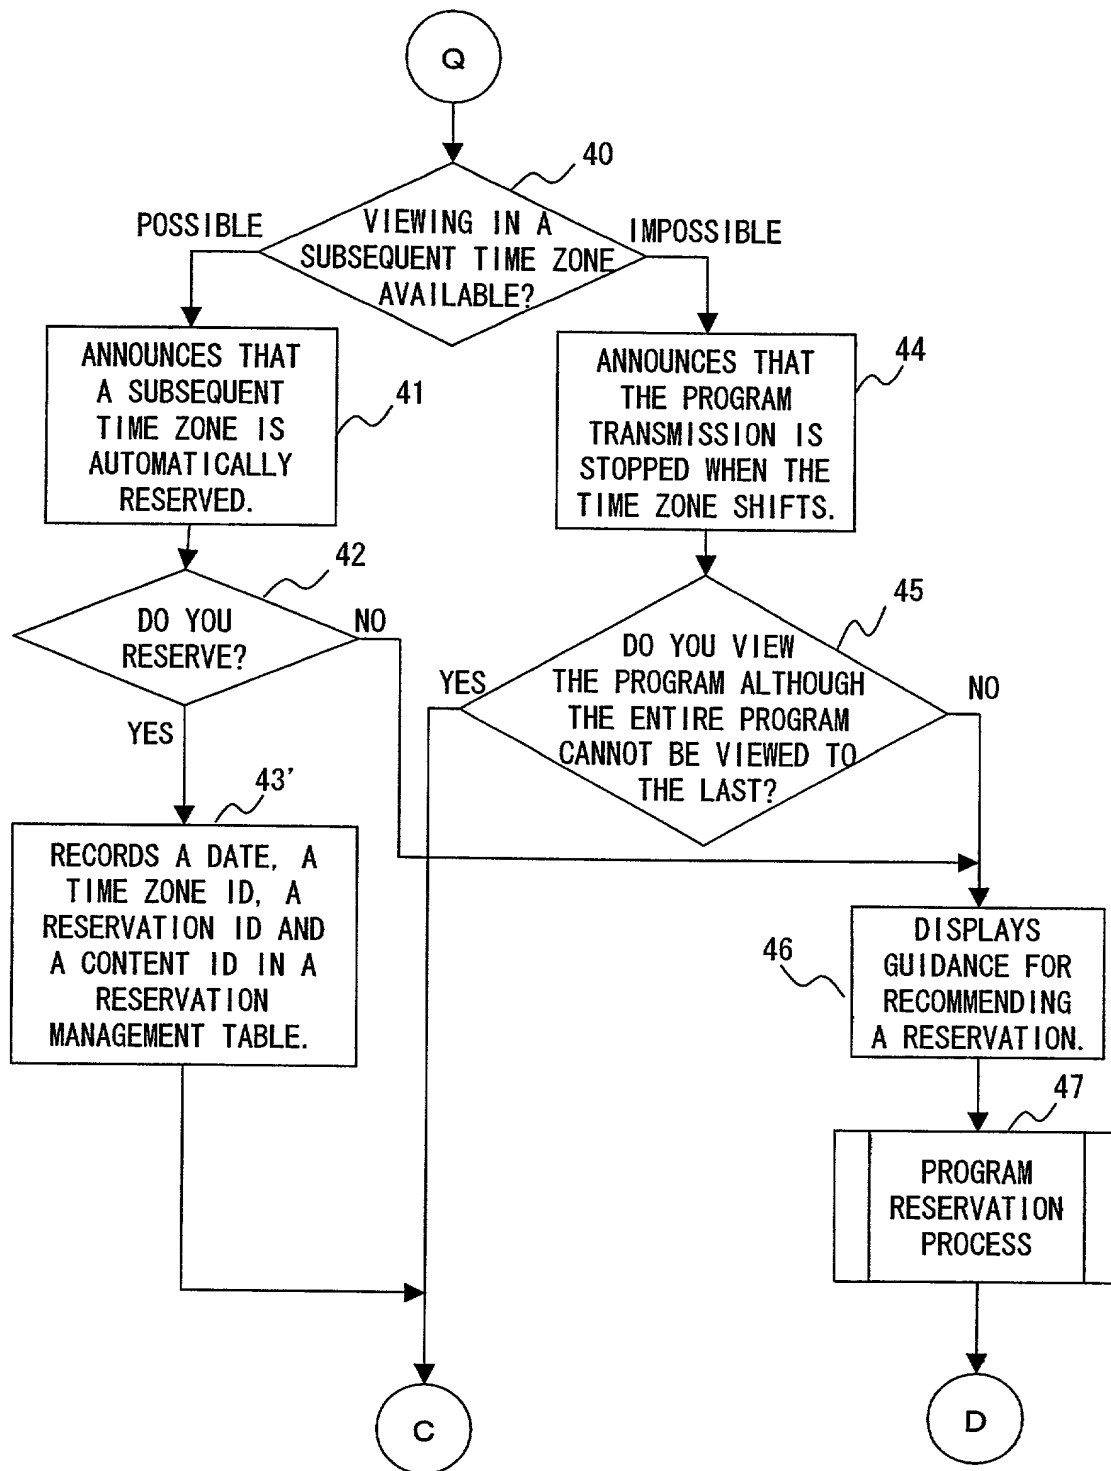 Q
40
POSSIBLE
VIEWING IN A
SUBSEQUENT TIME ZONE
AVAILABLE?
IMPOSSIBLE
ANNOUNCES THAT
A SUBSEQUENT
TIME ZONE IS
AUTOMATICALLY
RESERVED.
41
ANNOUNCES THAT
THE PROGRAM
TRANSMISSION IS
STOPPED WHEN THE
TIME ZONE SHIFTS.
44
42
DO YOU
RESERVE?
NO
YES
45
DO YOU VIEW
THE PROGRAM ALTHOUGH
THE ENTIRE PROGRAM
CANNOT BE VIEWED TO
THE LAST?
YES
NO
43'
RECORDS A DATE, A
TIME ZONE ID, A
RESERVATION ID AND
A CONTENT ID IN A
RESERVATION
MANAGEMENT TABLE.
46
DISPLAYS
GUIDANCE FOR
RECOMMENDING
A RESERVATION.
47
PROGRAM
RESERVATION
PROCESS
C
D